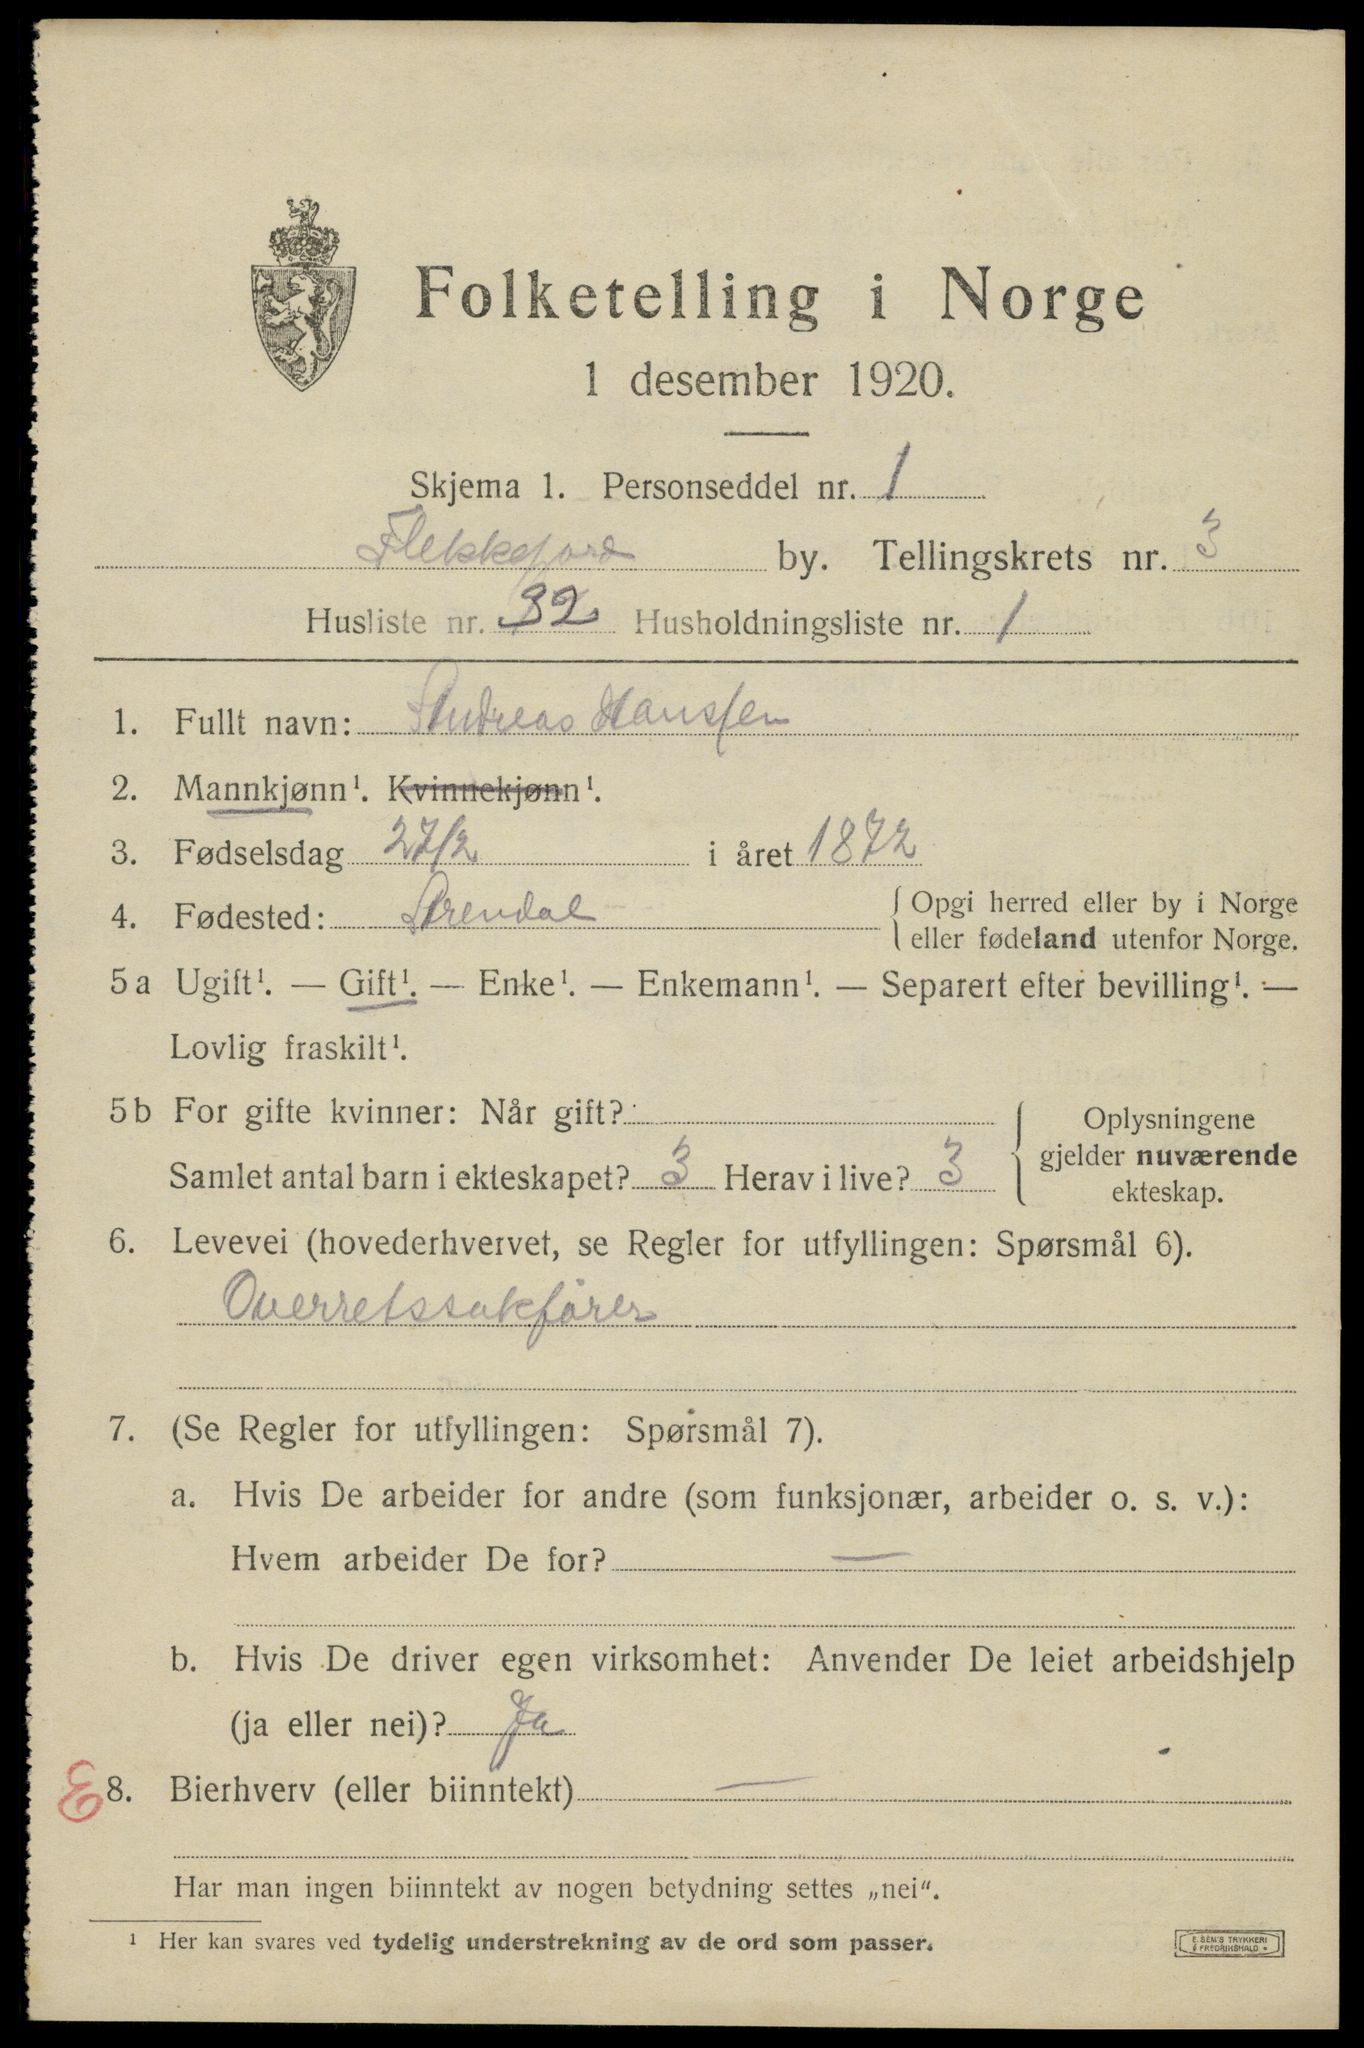 Folketelling i Norge
1 desember 1920.
Skjema 1. Personseddel nr. 1
Flekkefjord by. Tellingskrets nr. 3
Husliste nr. 32 Husholdningsliste nr. 1
1. Fullt navn: Andreas Hanssen
2. Mannkjønn¹. Kvinnekjønn¹.
3. Fødselsdag 27/2 i året 1872
4. Fødested: Arendal { Opgi herred eller by i Norge
eller fødeland utenfor Norge.
5a Ugift¹. — Gift¹. — Enke¹. — Enkemann¹. — Separert efter bevilling¹. —
Lovlig fraskilt¹.
5b For gifte kvinner: Når gift?
Samlet antal barn i ekteskapet? 3 Herav i live? 3
{ Oplysningene
gjelder nuværende
ekteskap.
6. Levevei (hovederhvervet, se Regler for utfyllingen: Spørsmål 6).
Overretssakfører
7. (Se Regler for utfyllingen: Spørsmål 7).
a. Hvis De arbeider for andre (som funksjonær, arbeider o. s. v.):
Hvem arbeider De for? —
b. Hvis De driver egen virksomhet: Anvender De leiet arbeidshjelp
(ja eller nei)? Ja
8. Bierhverv (eller biinntekt) —
Har man ingen biinntekt av nogen betydning settes „nei“.
¹ Her kan svares ved tydelig understrekning av de ord som passer.
E. SEM'S TRYKKERI
FREDRIKSHALD